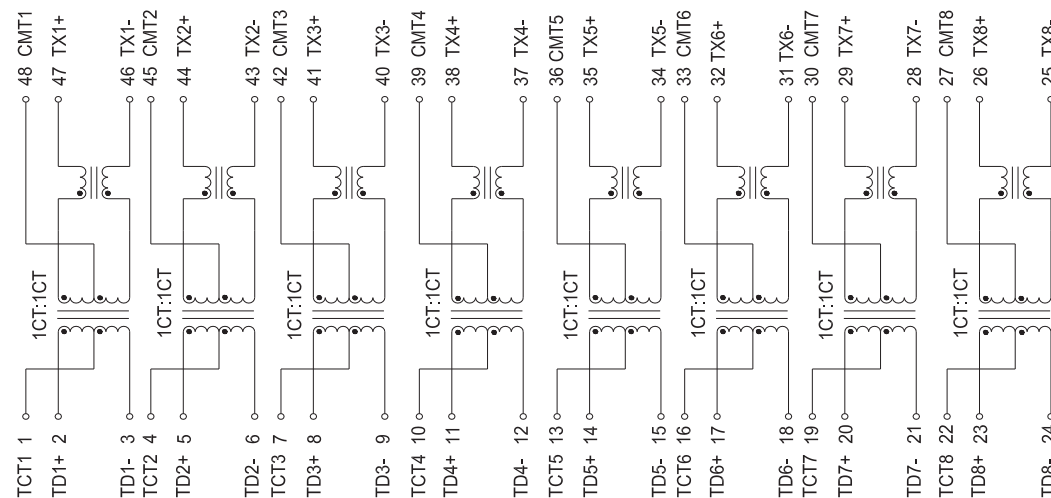 48 CMT1
47 TX1+
46 TX1-
45 CMT2
44 TX2+
43 TX2-
42 CMT3
41 TX3+
40 TX3-
39 CMT4
38 TX4+
37 TX4-
36 CMT5
35 TX5+
34 TX5-
33 CMT6
32 TX6+
31 TX6-
30 CMT7
29 TX7+
28 TX7-
27 CMT8
26 TX8+
25 TX8-
1CT:1CT
1CT:1CT
1CT:1CT
1CT:1CT
1CT:1CT
1CT:1CT
1CT:1CT
1CT:1CT
TCT1 1
TD1+ 2
TD1- 3
TCT2 4
TD2+ 5
TD2- 6
TCT3 7
TD3+ 8
TD3- 9
TCT4 10
TD4+ 11
TD4- 12
TCT5 13
TD5+ 14
TD5- 15
TCT6 16
TD6+ 17
TD6- 18
TCT7 19
TD7+ 20
TD7- 21
TCT8 22
TD8+ 23
TD8- 24